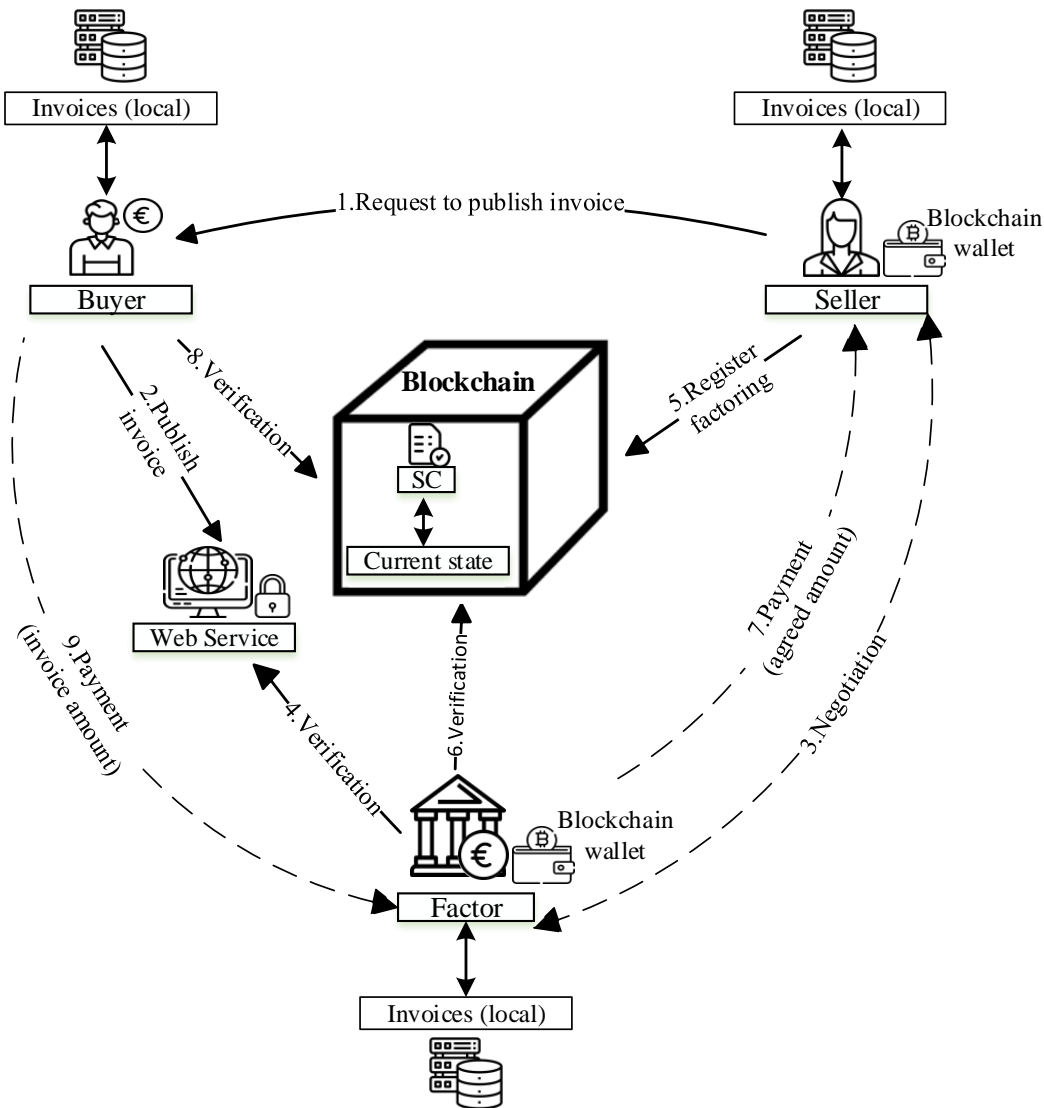 Invoices (local)
Invoices (local)
1.Request to publish invoice
Blockchain
wallet
Buyer
Seller
8.Verification
2.Publish
invoice
Blockchain
SC
Current state
5.Register
factoring
Web Service
9.Payment
(invoice amount)
4.Verification
6.Verification
7.Payment
(agreed amount)
3.Negotiation
Blockchain
wallet
Factor
Invoices (local)